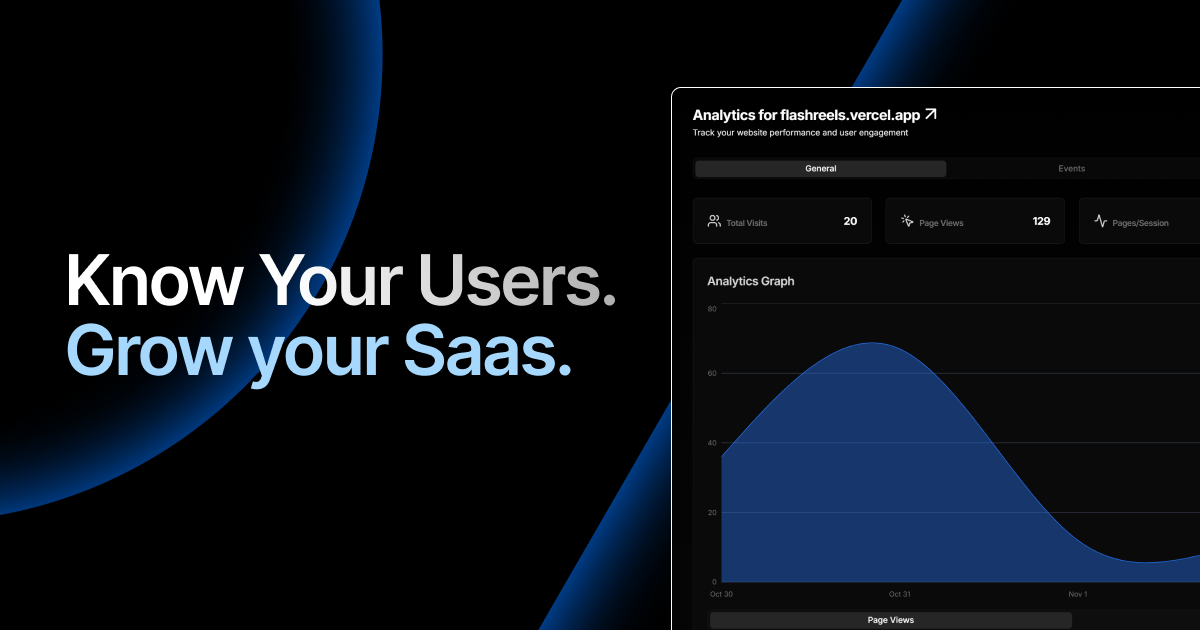 Know Your Users.
Grow your Saas.
Analytics for flashreels.vercel.app
Track your website performance and user engagement
General
Events
Total Visits
20
Page Views
129
Pages/Session
Analytics Graph
80
60
40
20
0
Oct 30
Oct 31
Nov 1
Page Views